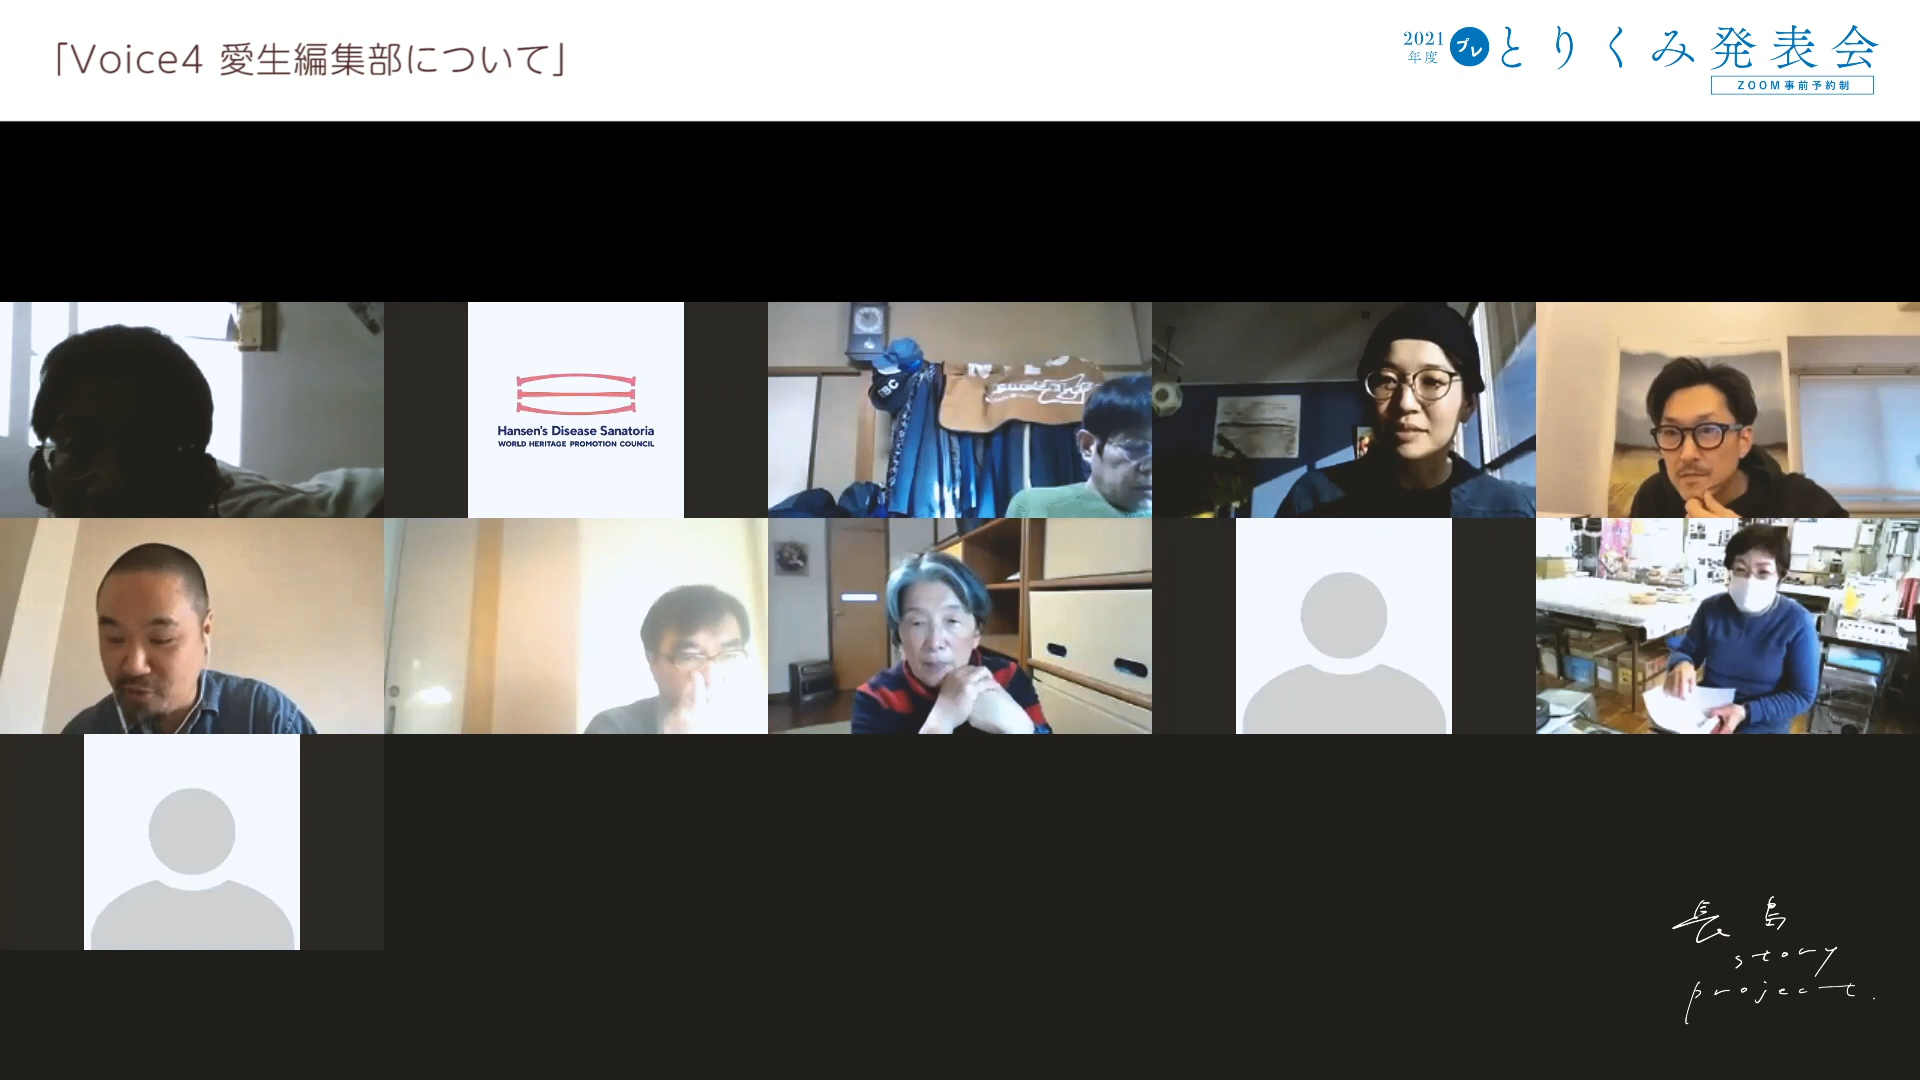 「Voice4 愛生編集部について」
2021
年度
プレ
とりくみ発表会
ZOOM事前予約制
BC
Hansen's Disease Sanatoria
WORLD HERITAGE PROMOTION COUNCIL
長島
story
project.